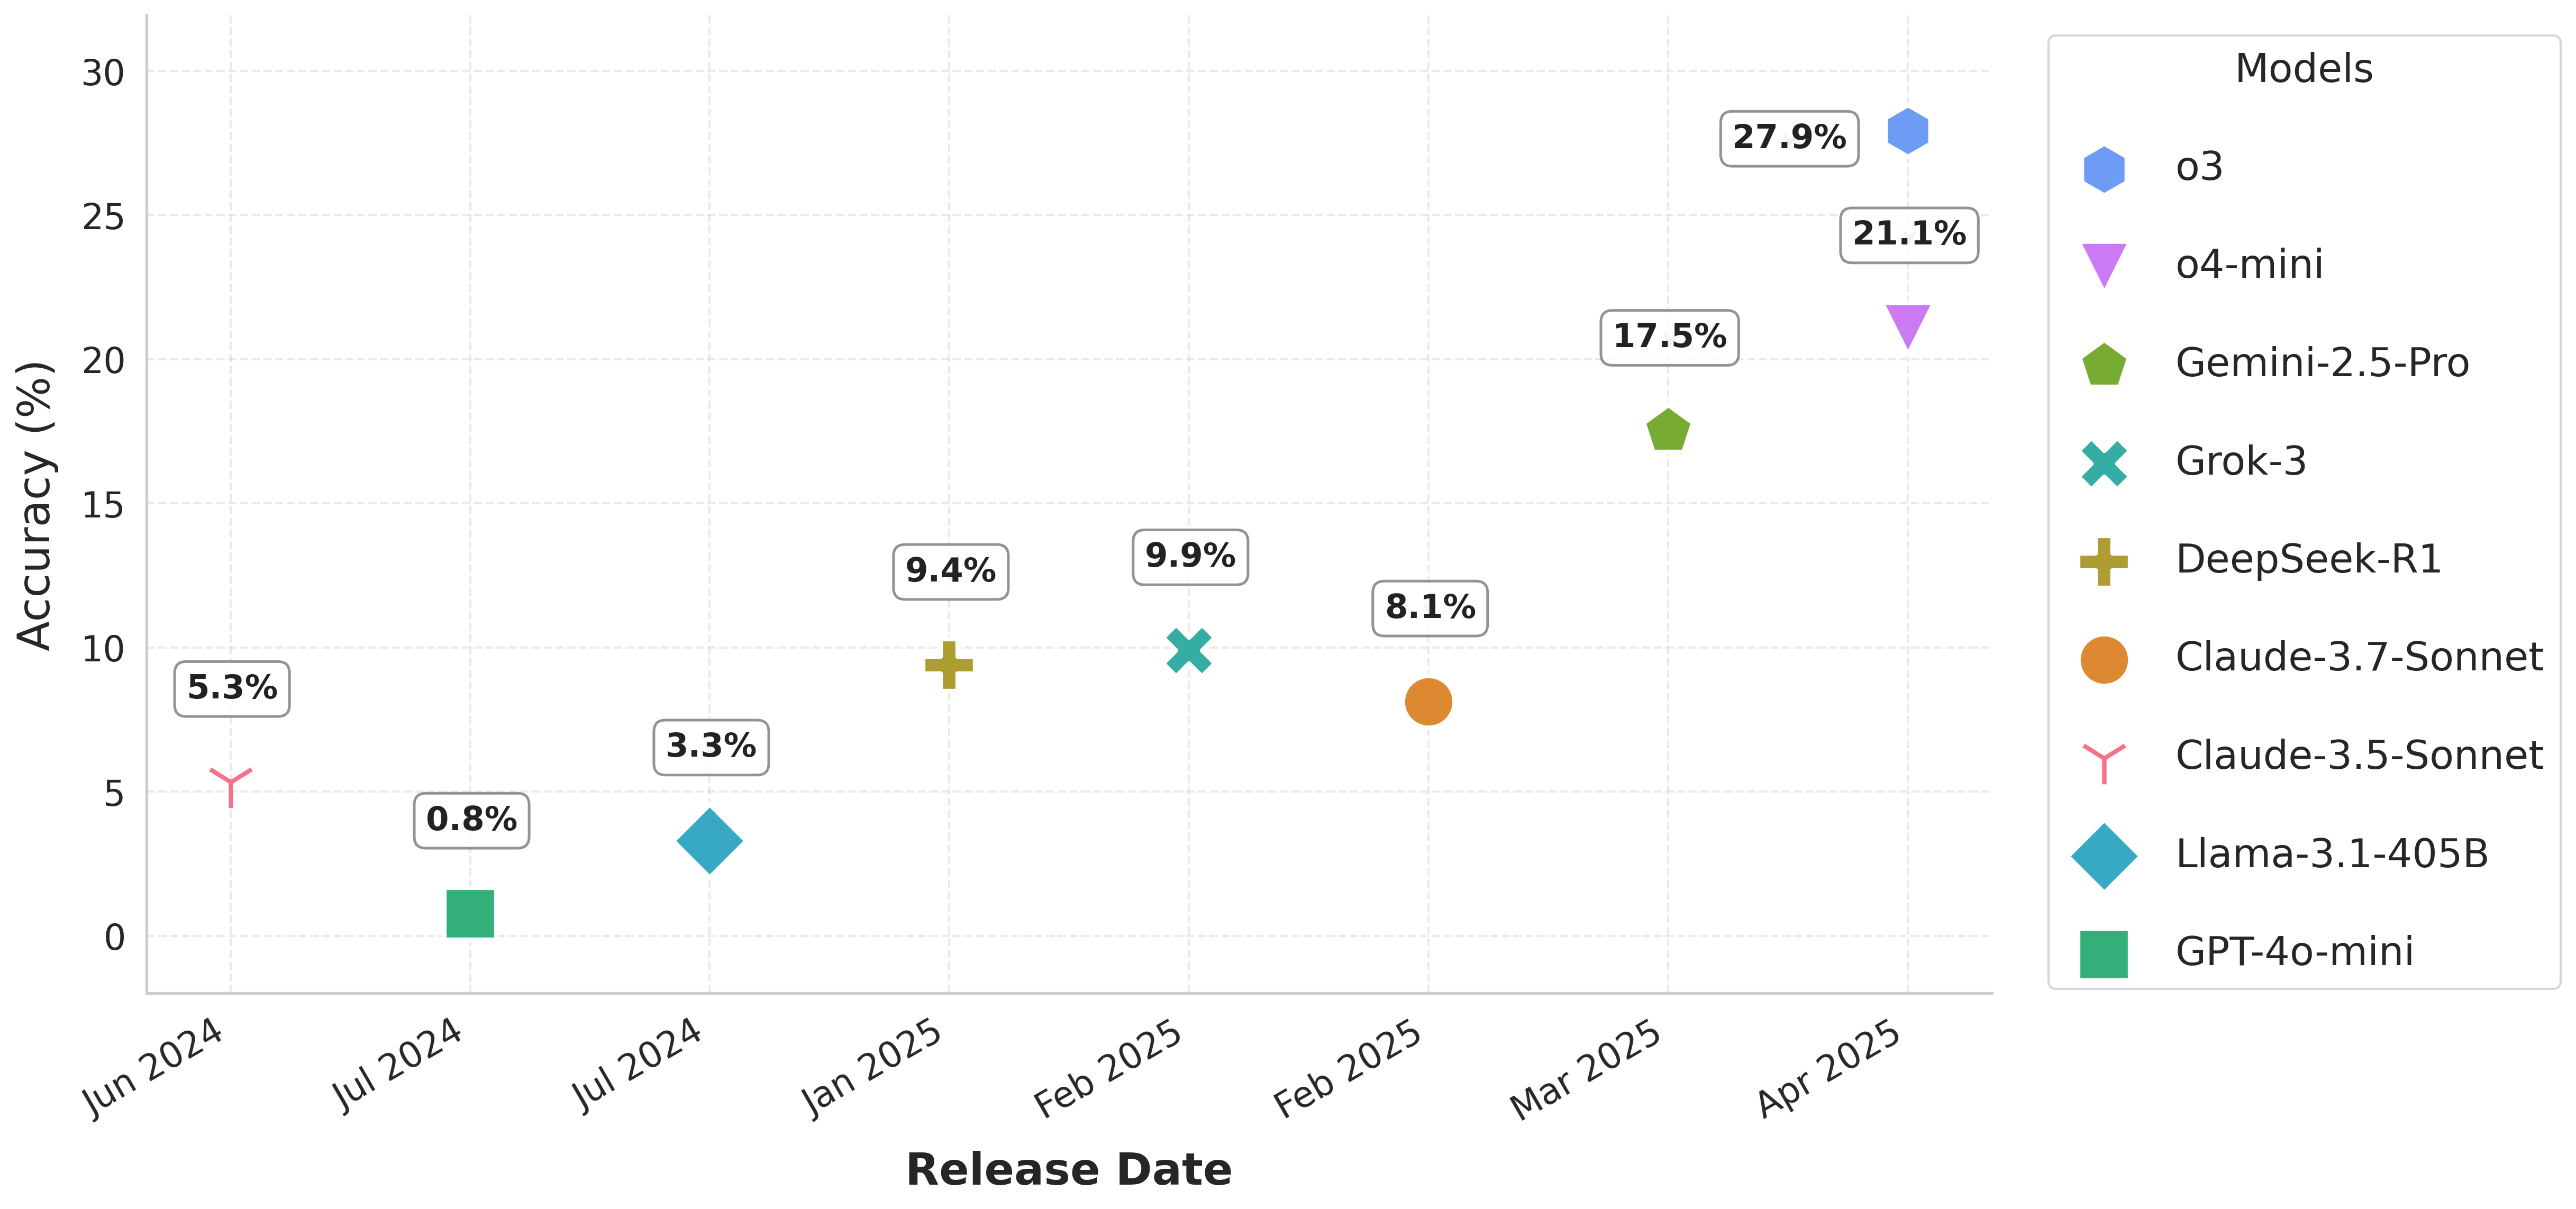 Accuracy (%)
30
25
20
15
10
5
0
5.3%
0.8%
3.3%
9.4%
9.9%
8.1%
17.5%
27.9%
21.1%
Jun 2024
Jul 2024
Jul 2024
Jan 2025
Feb 2025
Feb 2025
Mar 2025
Apr 2025
Release Date
Models
o3
o4-mini
Gemini-2.5-Pro
Grok-3
DeepSeek-R1
Claude-3.7-Sonnet
Claude-3.5-Sonnet
Llama-3.1-405B
GPT-4o-mini